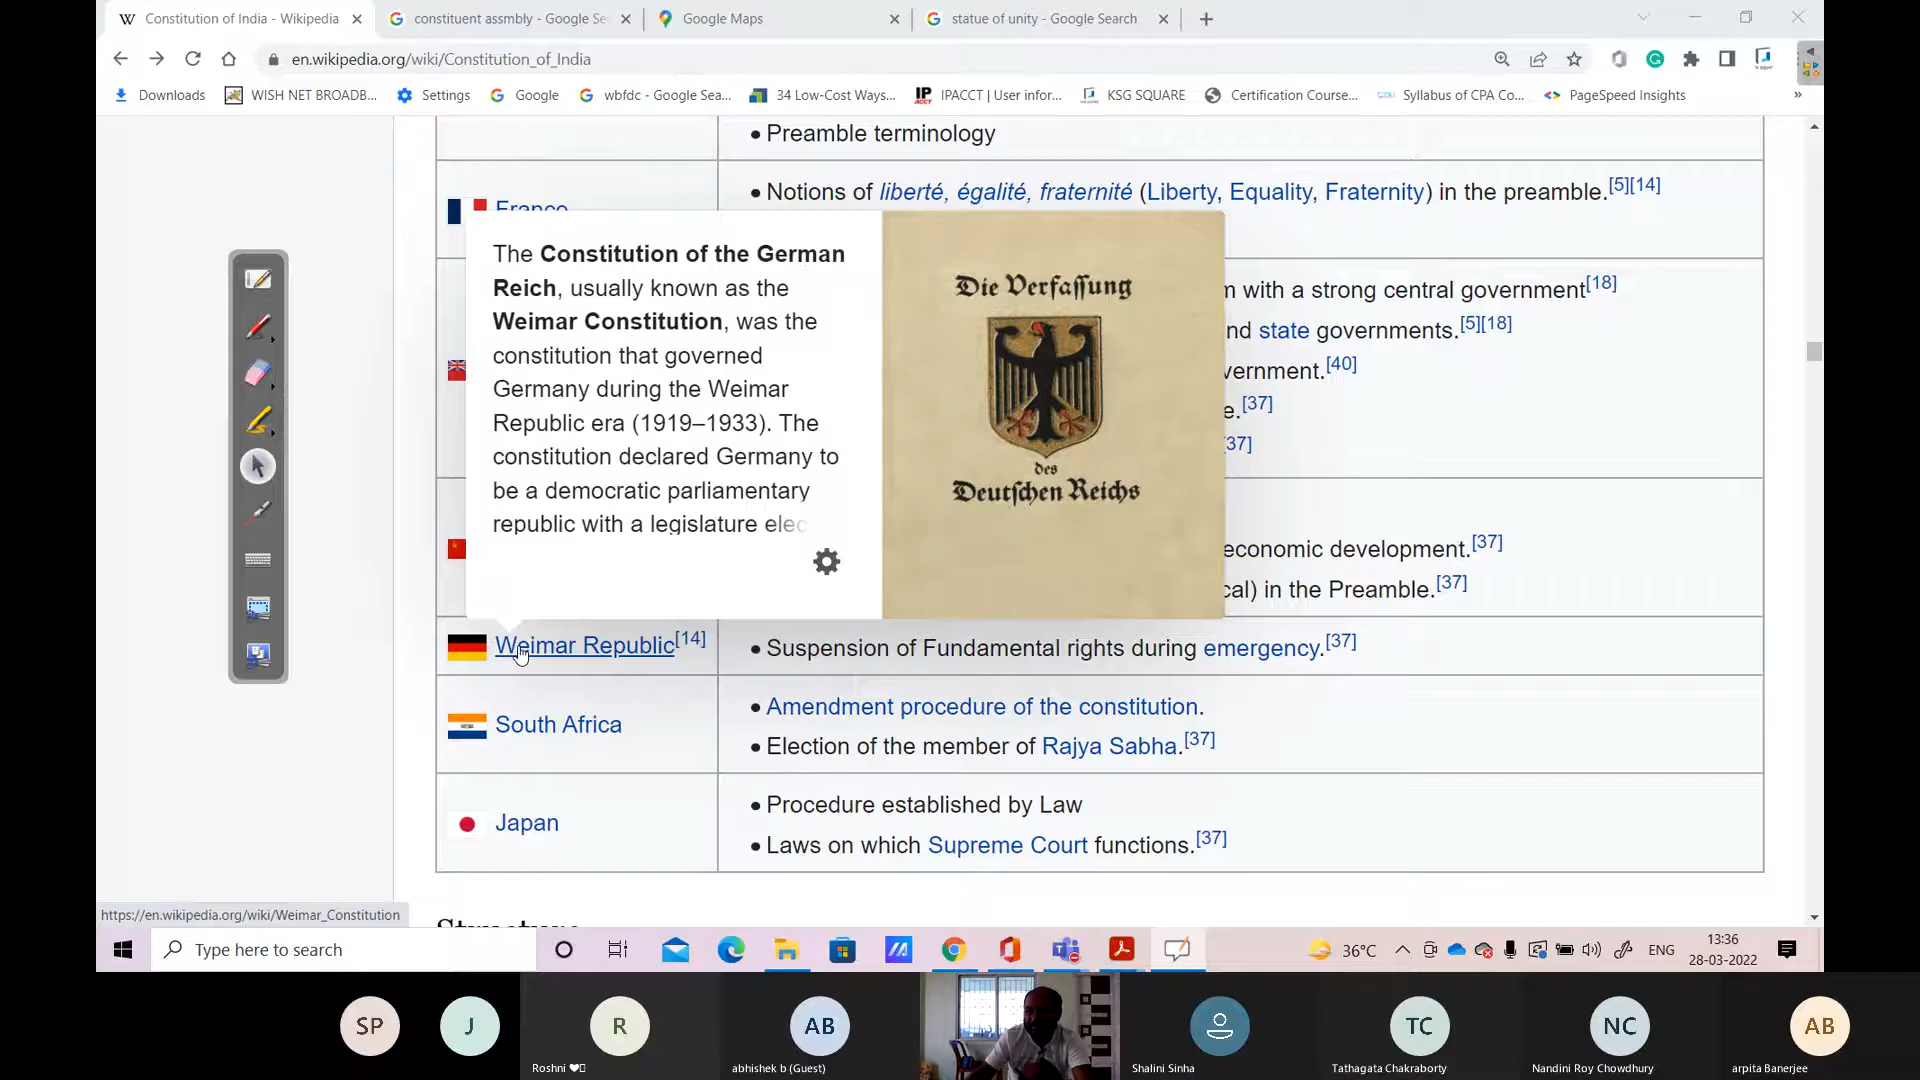 Constitution of India - Wikipedia
constituent assmbly - Google Se
Google Maps
statue of unity - Google Search
en.wikipedia.org/wiki/Constitution_of_India
Downloads
WISH NET BROADB...
Settings
Google
wbfdc - Google Sea...
34 Low-Cost Ways...
IPACCT | User infor...
KSG SQUARE
Certification Course...
Syllabus of CPA Co...
PageSpeed Insights
»
• Preamble terminology
France
• Notions of liberté, égalité, fraternité (Liberty, Equality, Fraternity) in the preamble.[5][14]
The Constitution of the German
Reich, usually known as the
Weimar Constitution, was the
constitution that governed
Germany during the Weimar
Republic era (1919–1933). The
constitution declared Germany to
be a democratic parliamentary
republic with a legislature elec
Die Verfassung
des
Deutschen Reichs
with a strong central government[18]
nd state governments.[5][18]
vernment.[40]
e.[37]
[37]
economic development.[37]
cal) in the Preamble.[37]
Weimar Republic[14]
• Suspension of Fundamental rights during emergency.[37]
South Africa
• Amendment procedure of the constitution.
• Election of the member of Rajya Sabha.[37]
Japan
• Procedure established by Law
• Laws on which Supreme Court functions.[37]
Structure
https://en.wikipedia.org/wiki/Weimar_Constitution
Type here to search
36°C
ENG
13:36
28-03-2022
SP
J
R
Roshni
AB
abhishek b (Guest)
Shalini Sinha
TC
Tathagata Chakraborty
NC
Nandini Roy Chowdhury
AB
arpita Banerjee